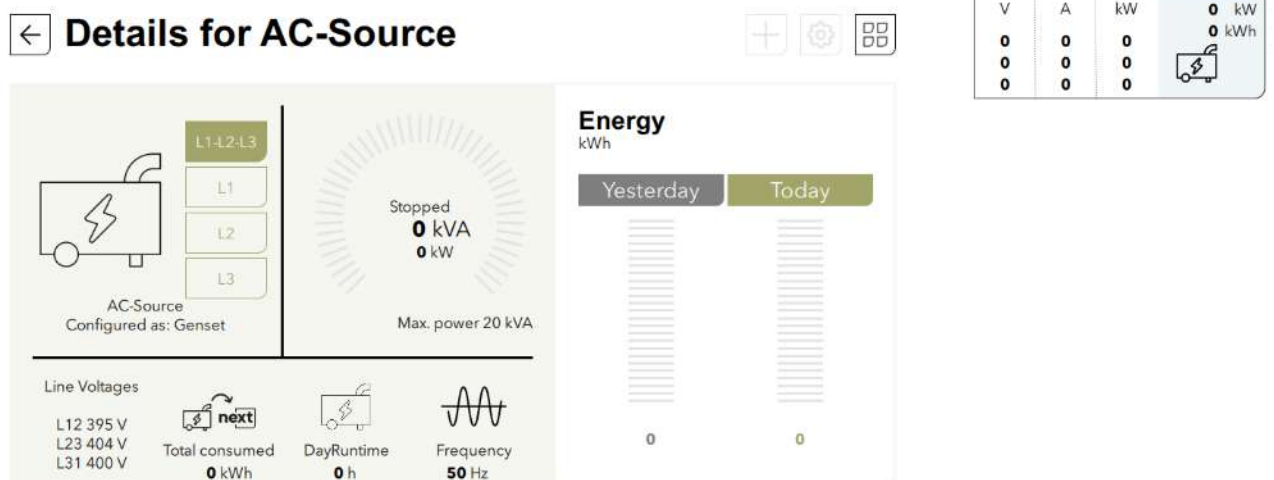 Details for AC-Source
V A kW 0 kW
0 kWh
0 0 0
0 0 0
0 0 0
L1-L2-L3
L1
L2
L3
AC-Source
Configured as: Genset
Stopped
0 kVA
0 kW
Max. power 20 kVA
Line Voltages
L12 395 V
L23 404 V
L31 400 V
next
Total consumed
0 kWh
DayRuntime
0 h
Frequency
50 Hz
Energy
kWh
Yesterday Today
0 0